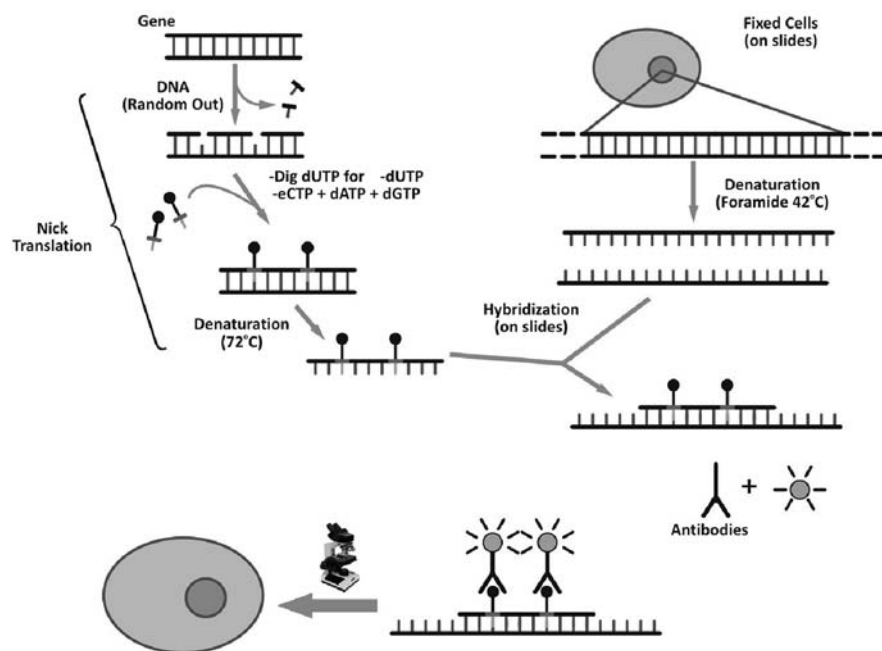 Gene
DNA
(Random Out)
-Dig dUTP for -dUTP
-eCTP + dATP + dGTP
Nick
Translation
Denaturation
(72°C)
Fixed Cells
(on slides)
Denaturation
(Foramide 42°C)
Hybridization
(on slides)
+
Antibodies